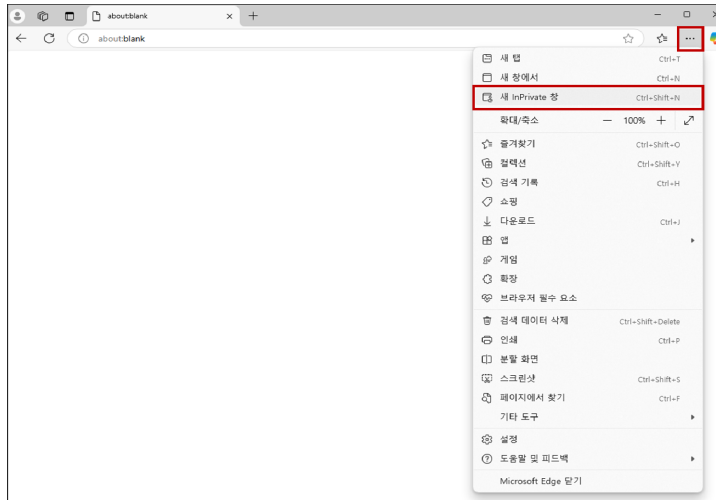 about:blank
about:blank
새 탭 Ctrl+T
새 창에서 Ctrl+N
새 InPrivate 창 Ctrl+Shift+N
확대/축소 — 100% +
즐겨찾기 Ctrl+Shift+O
컬렉션 Ctrl+Shift+Y
검색 기록 Ctrl+H
쇼핑
다운로드 Ctrl+J
앱
게임
확장
브라우저 필수 요소
검색 데이터 삭제 Ctrl+Shift+Delete
인쇄 Ctrl+P
분할 화면
스크린샷 Ctrl+Shift+S
페이지에서 찾기 Ctrl+F
기타 도구
설정
도움말 및 피드백
Microsoft Edge 닫기